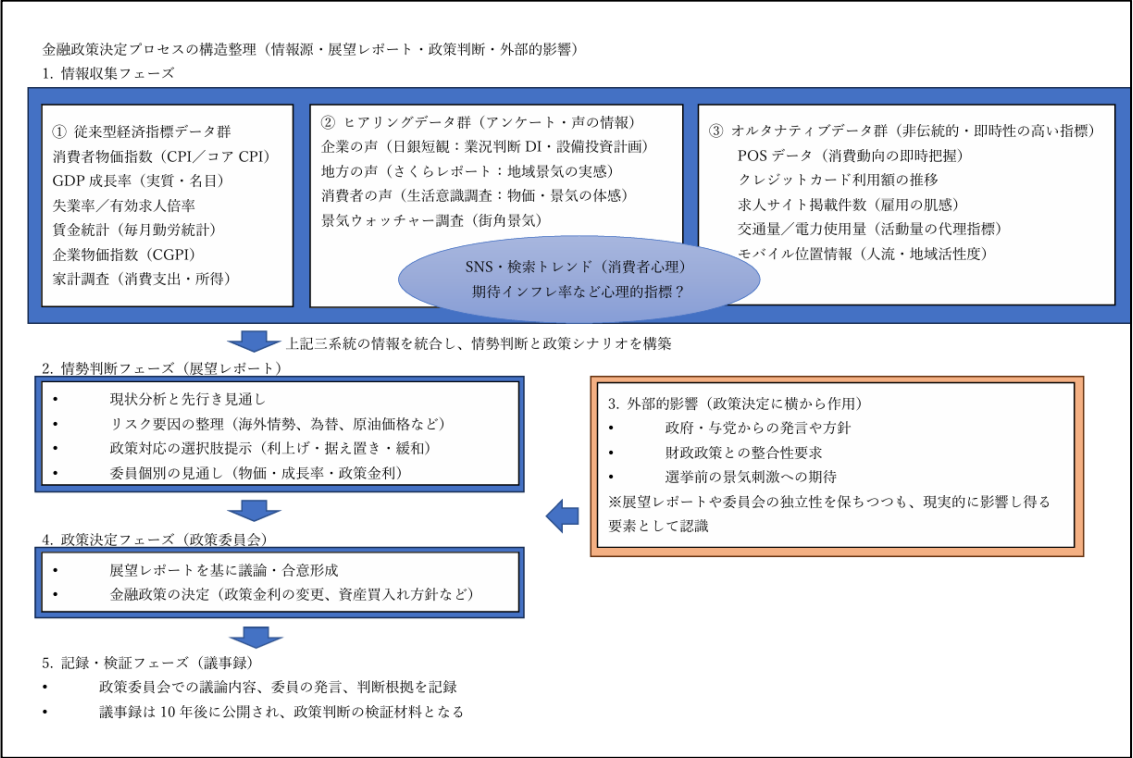 金融政策決定プロセスの構造整理（情報源・展望レポート・政策判断・外部的影響）
1. 情報収集フェーズ
① 従来型経済指標データ群
消費者物価指数（CPI／コア CPI）
GDP 成長率（実質・名目）
失業率／有効求人倍率
賃金統計（毎月勤労統計）
企業物価指数（CGPI）
家計調査（消費支出・所得）
② ヒアリングデータ群（アンケート・声の情報）
企業の声（日銀短観：業況判断 DI・設備投資計画）
地方の声（さくらレポート：地域景気の実感）
消費者の声（生活意識調査：物価・景気の体感）
景気ウォッチャー調査（街角景気）
③ オルタナティブデータ群（非伝統的・即時性の高い指標）
POS データ（消費動向の即時把握）
クレジットカード利用額の推移
求人サイト掲載件数（雇用の肌感）
交通量／電力使用量（活動量の代理指標）
モバイル位置情報（人流・地域活性度）
SNS・検索トレンド（消費者心理）
期待インフレ率など心理的指標？
上記三系統の情報を統合し、情勢判断と政策シナリオを構築
2. 情勢判断フェーズ（展望レポート）
• 現状分析と先行き見通し
• リスク要因の整理（海外情勢、為替、原油価格など）
• 政策対応の選択肢提示（利上げ・据え置き・緩和）
• 委員個別の見通し（物価・成長率・政策金利）
3. 外部的影響（政策決定に横から作用）
• 政府・与党からの発言や方針
• 財政政策との整合性要求
• 選挙前の景気刺激への期待
※展望レポートや委員会の独立性を保ちつつも、現実的に影響し得る
要素として認識
4. 政策決定フェーズ（政策委員会）
• 展望レポートを基に議論・合意形成
• 金融政策の決定（政策金利の変更、資産買入れ方針など）
5. 記録・検証フェーズ（議事録）
• 政策委員会での議論内容、委員の発言、判断根拠を記録
• 議事録は 10 年後に公開され、政策判断の検証材料となる